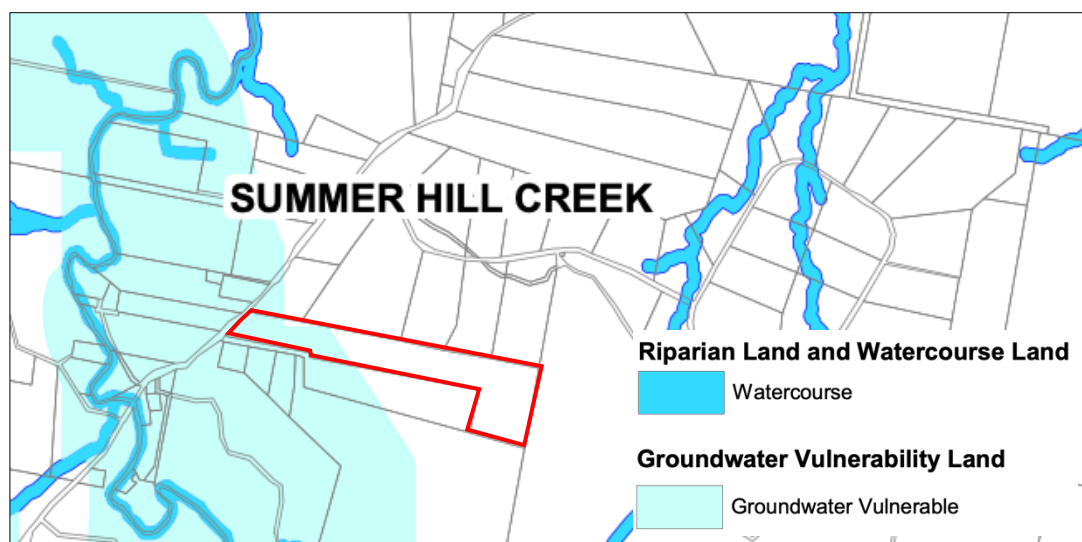 SUMMER HILL CREEK
Riparian Land and Watercourse Land
Watercourse
Groundwater Vulnerability Land
Groundwater Vulnerable